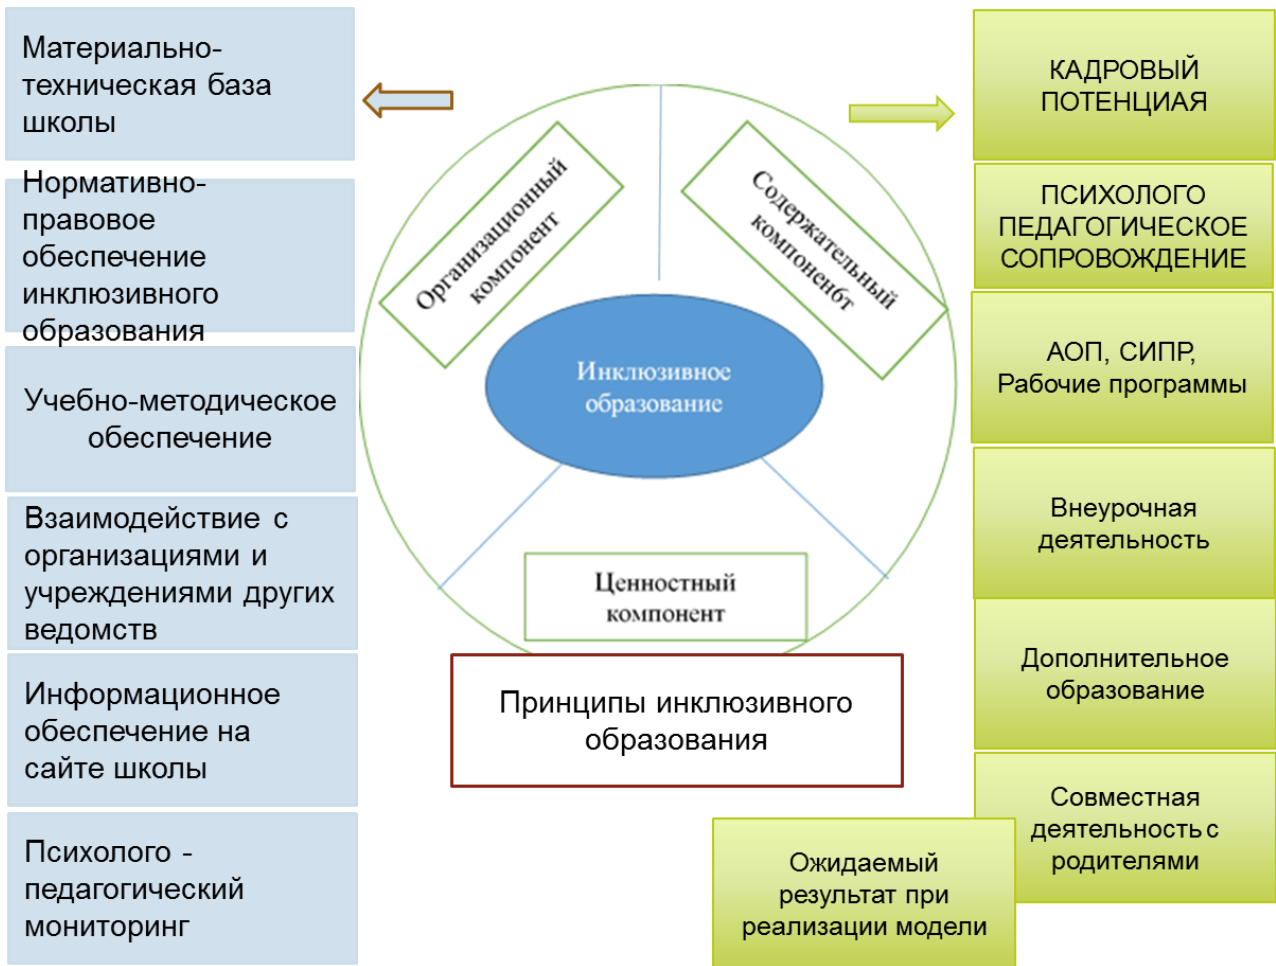 Материально-
техническая база
школы
Нормативно-
правовое
обеспечение
инклюзивного
образования
Учебно-методическое
обеспечение
Взаимодействие с
организациями и
учреждениями других
ведомств
Информационное
обеспечение на
сайте школы
Психолого -
педагогический
мониторинг
Организационный
компонент
Содержательный
компоненбт
Инклюзивное
образование
Ценностный
компонент
Принципы инклюзивного
образования
КАДРОВЫЙ
ПОТЕНЦИАЯ
ПСИХОЛОГО
ПЕДАГОГИЧЕСКОЕ
СОПРОВОЖДЕНИЕ
АОП, СИПР,
Рабочие программы
Внеурочная
деятельность
Дополнительное
образование
Совместная
деятельность с
родителями
Ожидаемый
результат при
реализации модели